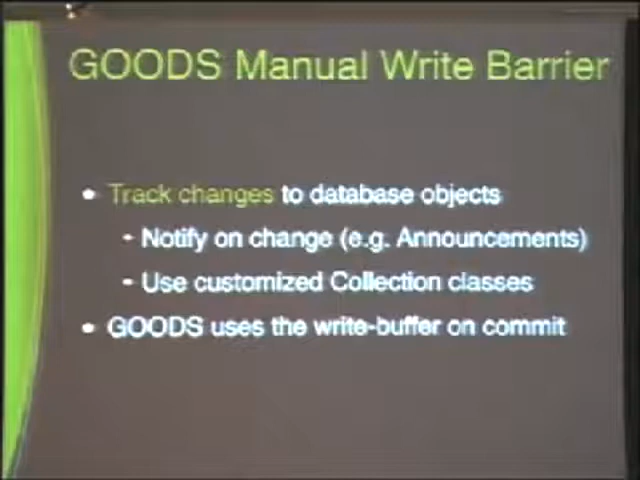 GOODS Manual Write Barrier
• Track changes to database objects
- Notify on change (e.g. Announcements)
- Use customized Collection classes
• GOODS uses the write-buffer on commit